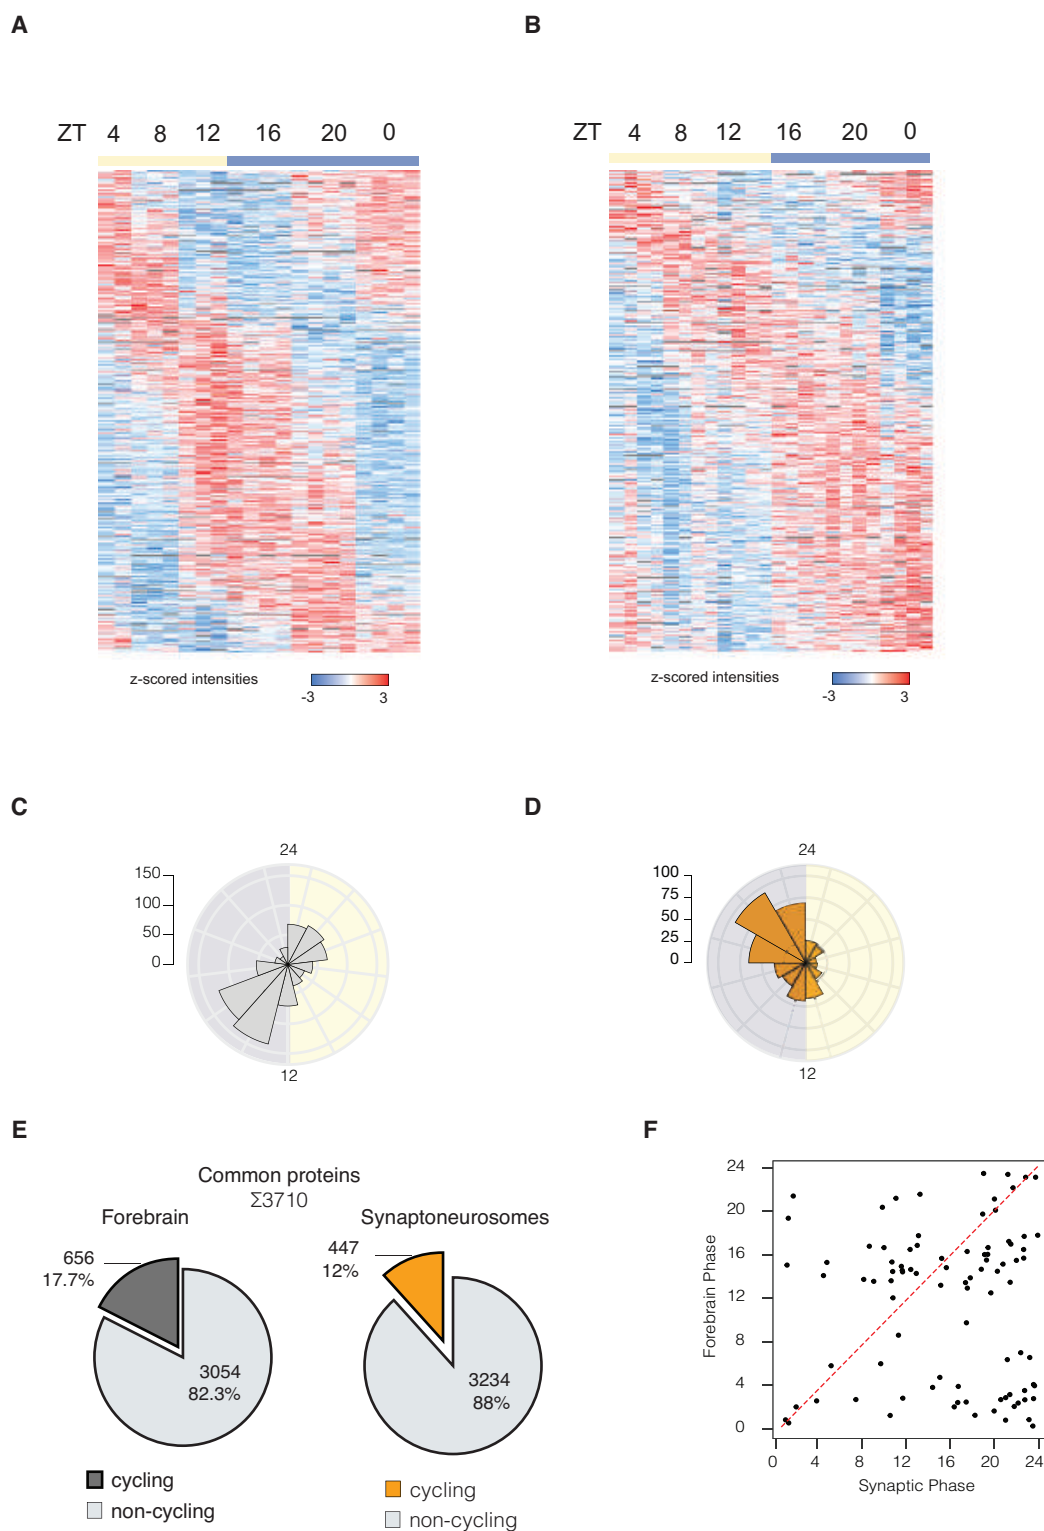 A
B
ZT 4 8 12 16 20 0
ZT 4 8 12 16 20 0
z-scored intensities
-3 3
z-scored intensities
-3 3
C
D
24
150
100
50
0
12
24
100
75
50
25
0
12
E
F
Common proteins
Σ3710
Forebrain
Synaptoneurosomes
656
17.7%
3054
82.3%
447
12%
3234
88%
cycling
non-cycling
cycling
non-cycling
Forebrain Phase
24
20
16
12
8
4
0
0 4 8 12 16 20 24
Synaptic Phase